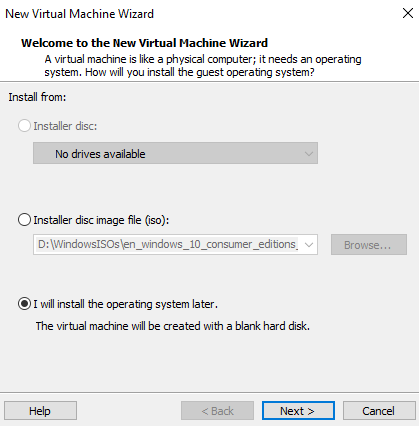 New Virtual Machine Wizard
Welcome to the New Virtual Machine Wizard
A virtual machine is like a physical computer; it needs an operating
system. How will you install the guest operating system?
Install from:
Installer disc:
No drives available
Installer disc image file (iso):
D:\WindowsISOs\en_windows_10_consumer_editions_
Browse...
I will install the operating system later.
The virtual machine will be created with a blank hard disk.
Help
< Back
Next >
Cancel